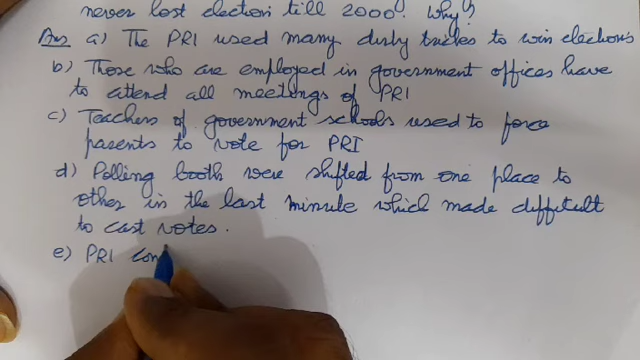 never lost election till 2000? Why?
Ans a) The PRI used many dirty tricks to win elections
b) Those who are employed in government offices have
to attend all meetings of PRI
c) Teachers of government schools used to force
parents to vote for PRI
d) Polling booth were shifted from one place to
other in the last minute which made diffitult
to cast votes.
e) PRI con